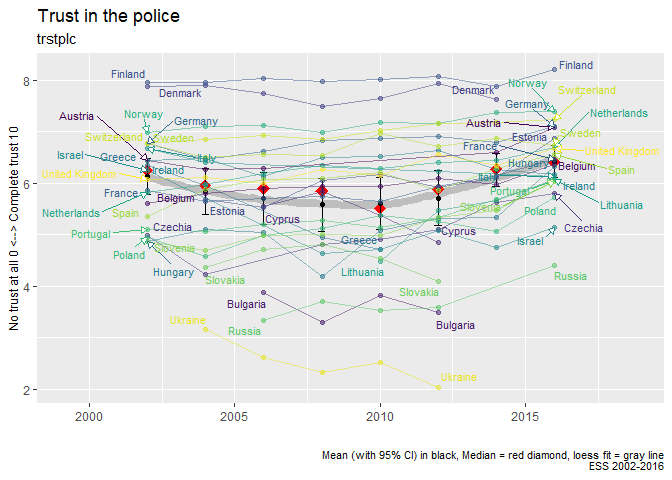 Trust in the police
trstplc
No trust at all 0 <--> Complete trust 10
8
6
4
2
Finland
Finland
Denmark
Denmark
Norway
Switzerland
Austria
Norway
Germany
Germany
Netherlands
Austria
Switzerland
Sweden
Estonia
Sweden
Israel
Greece
Italy
France
United Kingdom
United Kingdom
Ireland
Hungary
Belgium
Spain
Italy
France
Belgium
Portugal
Ireland
Netherlands
Spain
Estonia
Slovenia
Poland
Lithuania
Cyprus
Portugal
Czechia
Cyprus
Czechia
Poland
Slovenia
Greece
Israel
Hungary
Slovakia
Lithuania
Russia
Slovakia
Bulgaria
Ukraine
Russia
Bulgaria
Ukraine
2000
2005
2010
2015
Mean (with 95% CI) in black, Median = red diamond, loess fit = gray line
ESS 2002-2016